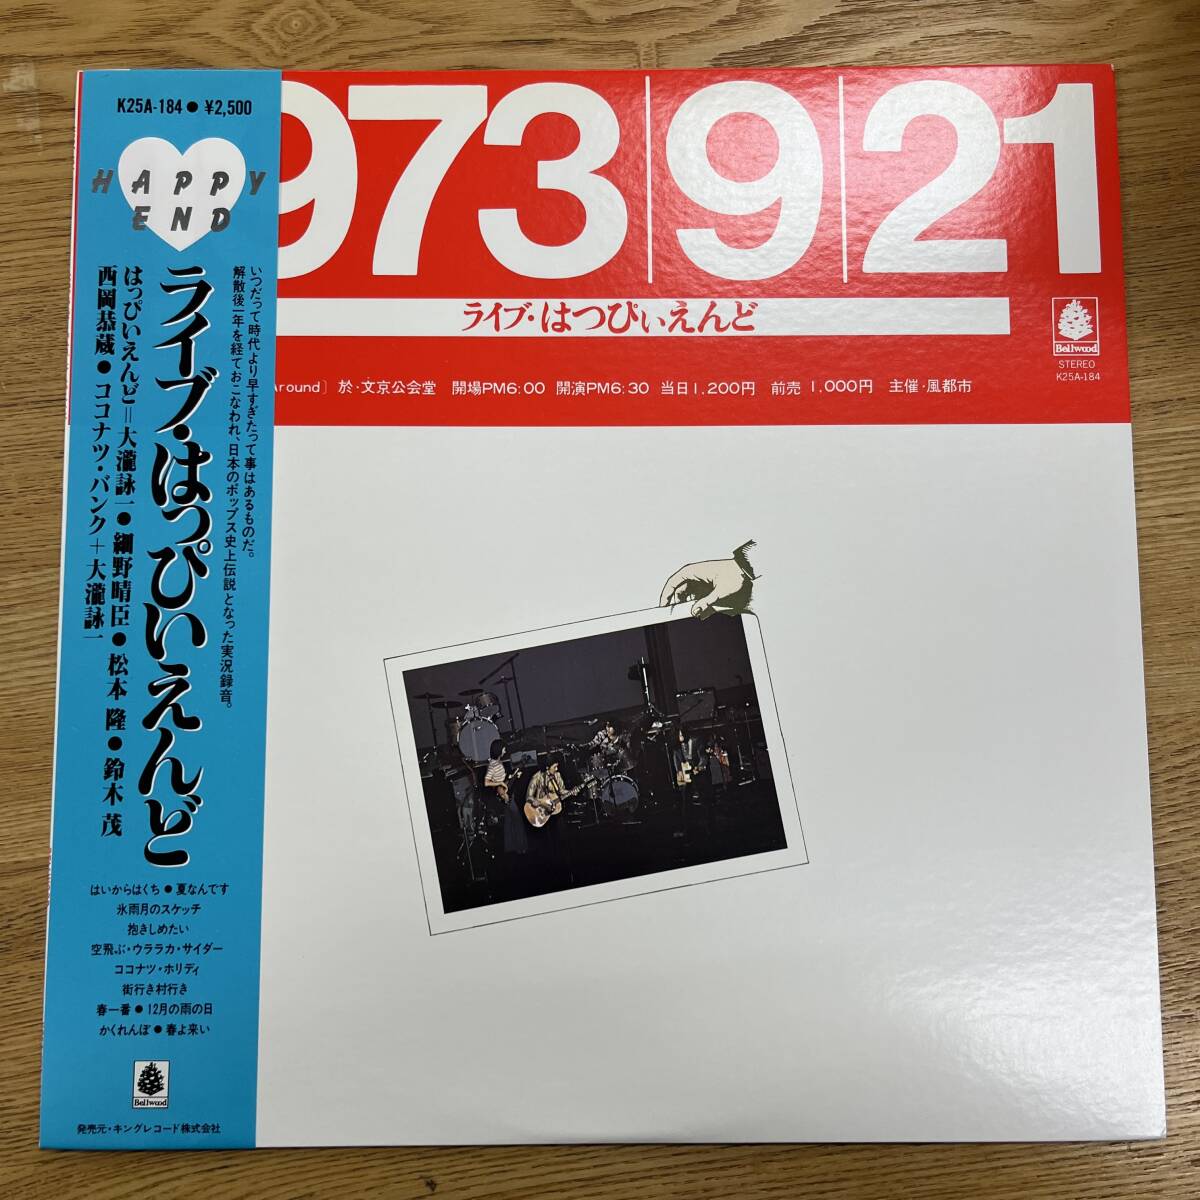 K25A-184 ● ¥2,500
HAPPY
END
いつだって時代より早すぎたって事はあるものだ。
解散後一年を経ておこなわれ、日本のポップス史上伝説となった実況録音。
ライブ・はっぴいえんど
はっぴいえんど=大瀧詠一●細野晴臣●松本 隆●鈴木 茂
西岡恭蔵●ココナツ・バンク+大瀧詠一
はいからはくち●夏なんです
氷雨月のスケッチ
抱きしめたい
空飛ぶ・ウララカ・サイダー
ココナツ・ホリディ
街行き村行き
春一番●12月の雨の日
かくれんぼ●春よ来い
Bellwood
発売元・キングレコード株式会社
973|9|21
ライブ・はつぴいえんど
Around〕於・文京公会堂 開場PM6:00 開演PM6:30 当日1,200円 前売 1,000円 主催・風都市
Bellwood
STEREO
K25A-184